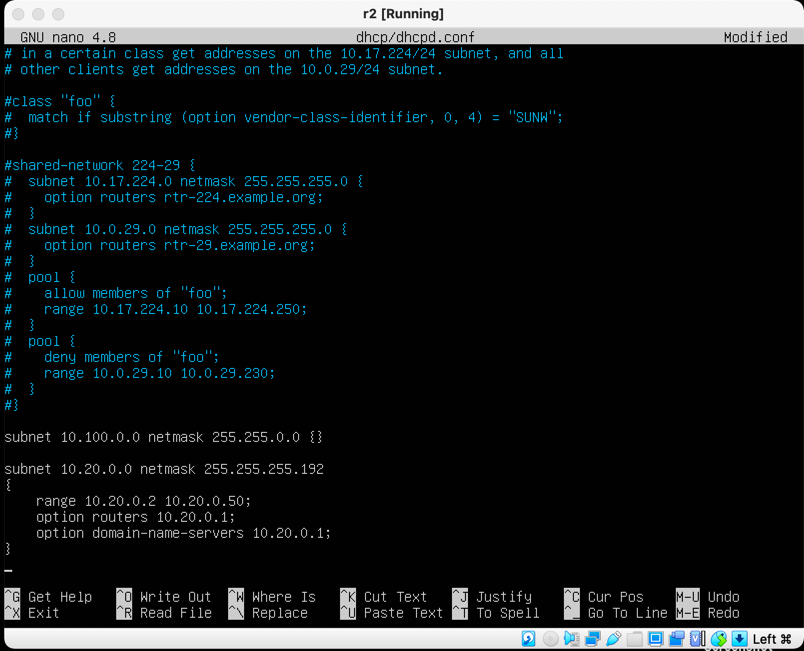 r2 [Running]
GNU nano 4.8 dhcp/dhcpd.conf Modified
# in a certain class get addresses on the 10.17.224/24 subnet, and all
# other clients get addresses on the 10.0.29/24 subnet.
#class "foo" {
#  match if substring (option vendor-class-identifier, 0, 4) = "SUNW";
#}
#shared-network 224-29 {
#  subnet 10.17.224.0 netmask 255.255.255.0 {
#    option routers rtr-224.example.org;
#  }
#  subnet 10.0.29.0 netmask 255.255.255.0 {
#    option routers rtr-29.example.org;
#  }
#  pool {
#    allow members of "foo";
#    range 10.17.224.10 10.17.224.250;
#  }
#  pool {
#    deny members of "foo";
#    range 10.0.29.10 10.0.29.230;
#  }
#}
subnet 10.100.0.0 netmask 255.255.0.0 {}
subnet 10.20.0.0 netmask 255.255.255.192
{
    range 10.20.0.2 10.20.0.50;
    option routers 10.20.0.1;
    option domain-name-servers 10.20.0.1;
}
^G Get Help ^O Write Out ^W Where Is ^K Cut Text ^J Justify ^C Cur Pos M-U Undo
^X Exit ^R Read File ^\ Replace ^U Paste Text ^T To Spell ^_ Go To Line M-E Redo
Left ⌘